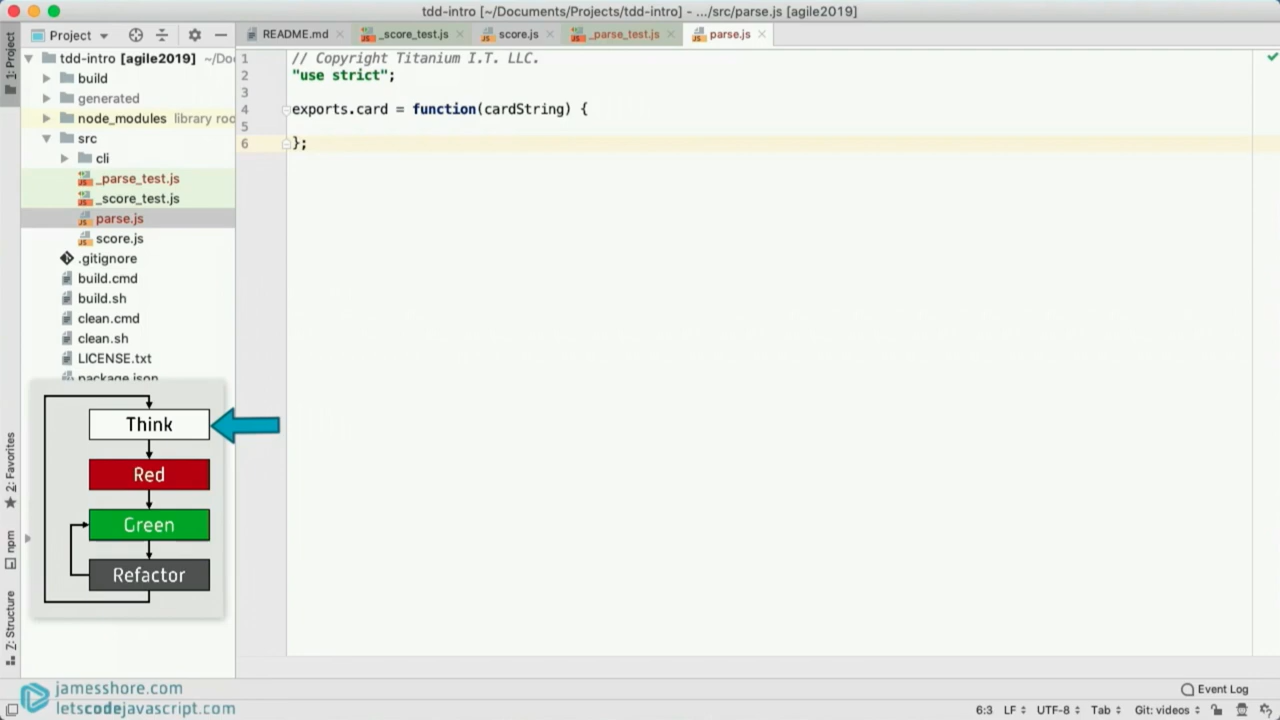 tdd-intro [~/Documents/Projects/tdd-intro] - .../src/parse.js [agile2019]
Project
README.md
_score_test.js
score.js
_parse_test.js
parse.js
1: Project
tdd-intro [agile2019] ~/Do
build
generated
node_modules library roo
src
cli
_parse_test.js
_score_test.js
parse.js
score.js
.gitignore
build.cmd
build.sh
clean.cmd
clean.sh
LICENSE.txt
package.json
1 // Copyright Titanium I.T. LLC.
2 "use strict";
3
4 exports.card = function(cardString) {
5
6 };
Think
Red
Green
Refactor
2: Favorites
npm
Z: Structure
jamesshore.com
letscodejavascript.com
Event Log
6:3 LF UTF-8 Tab Git: videos